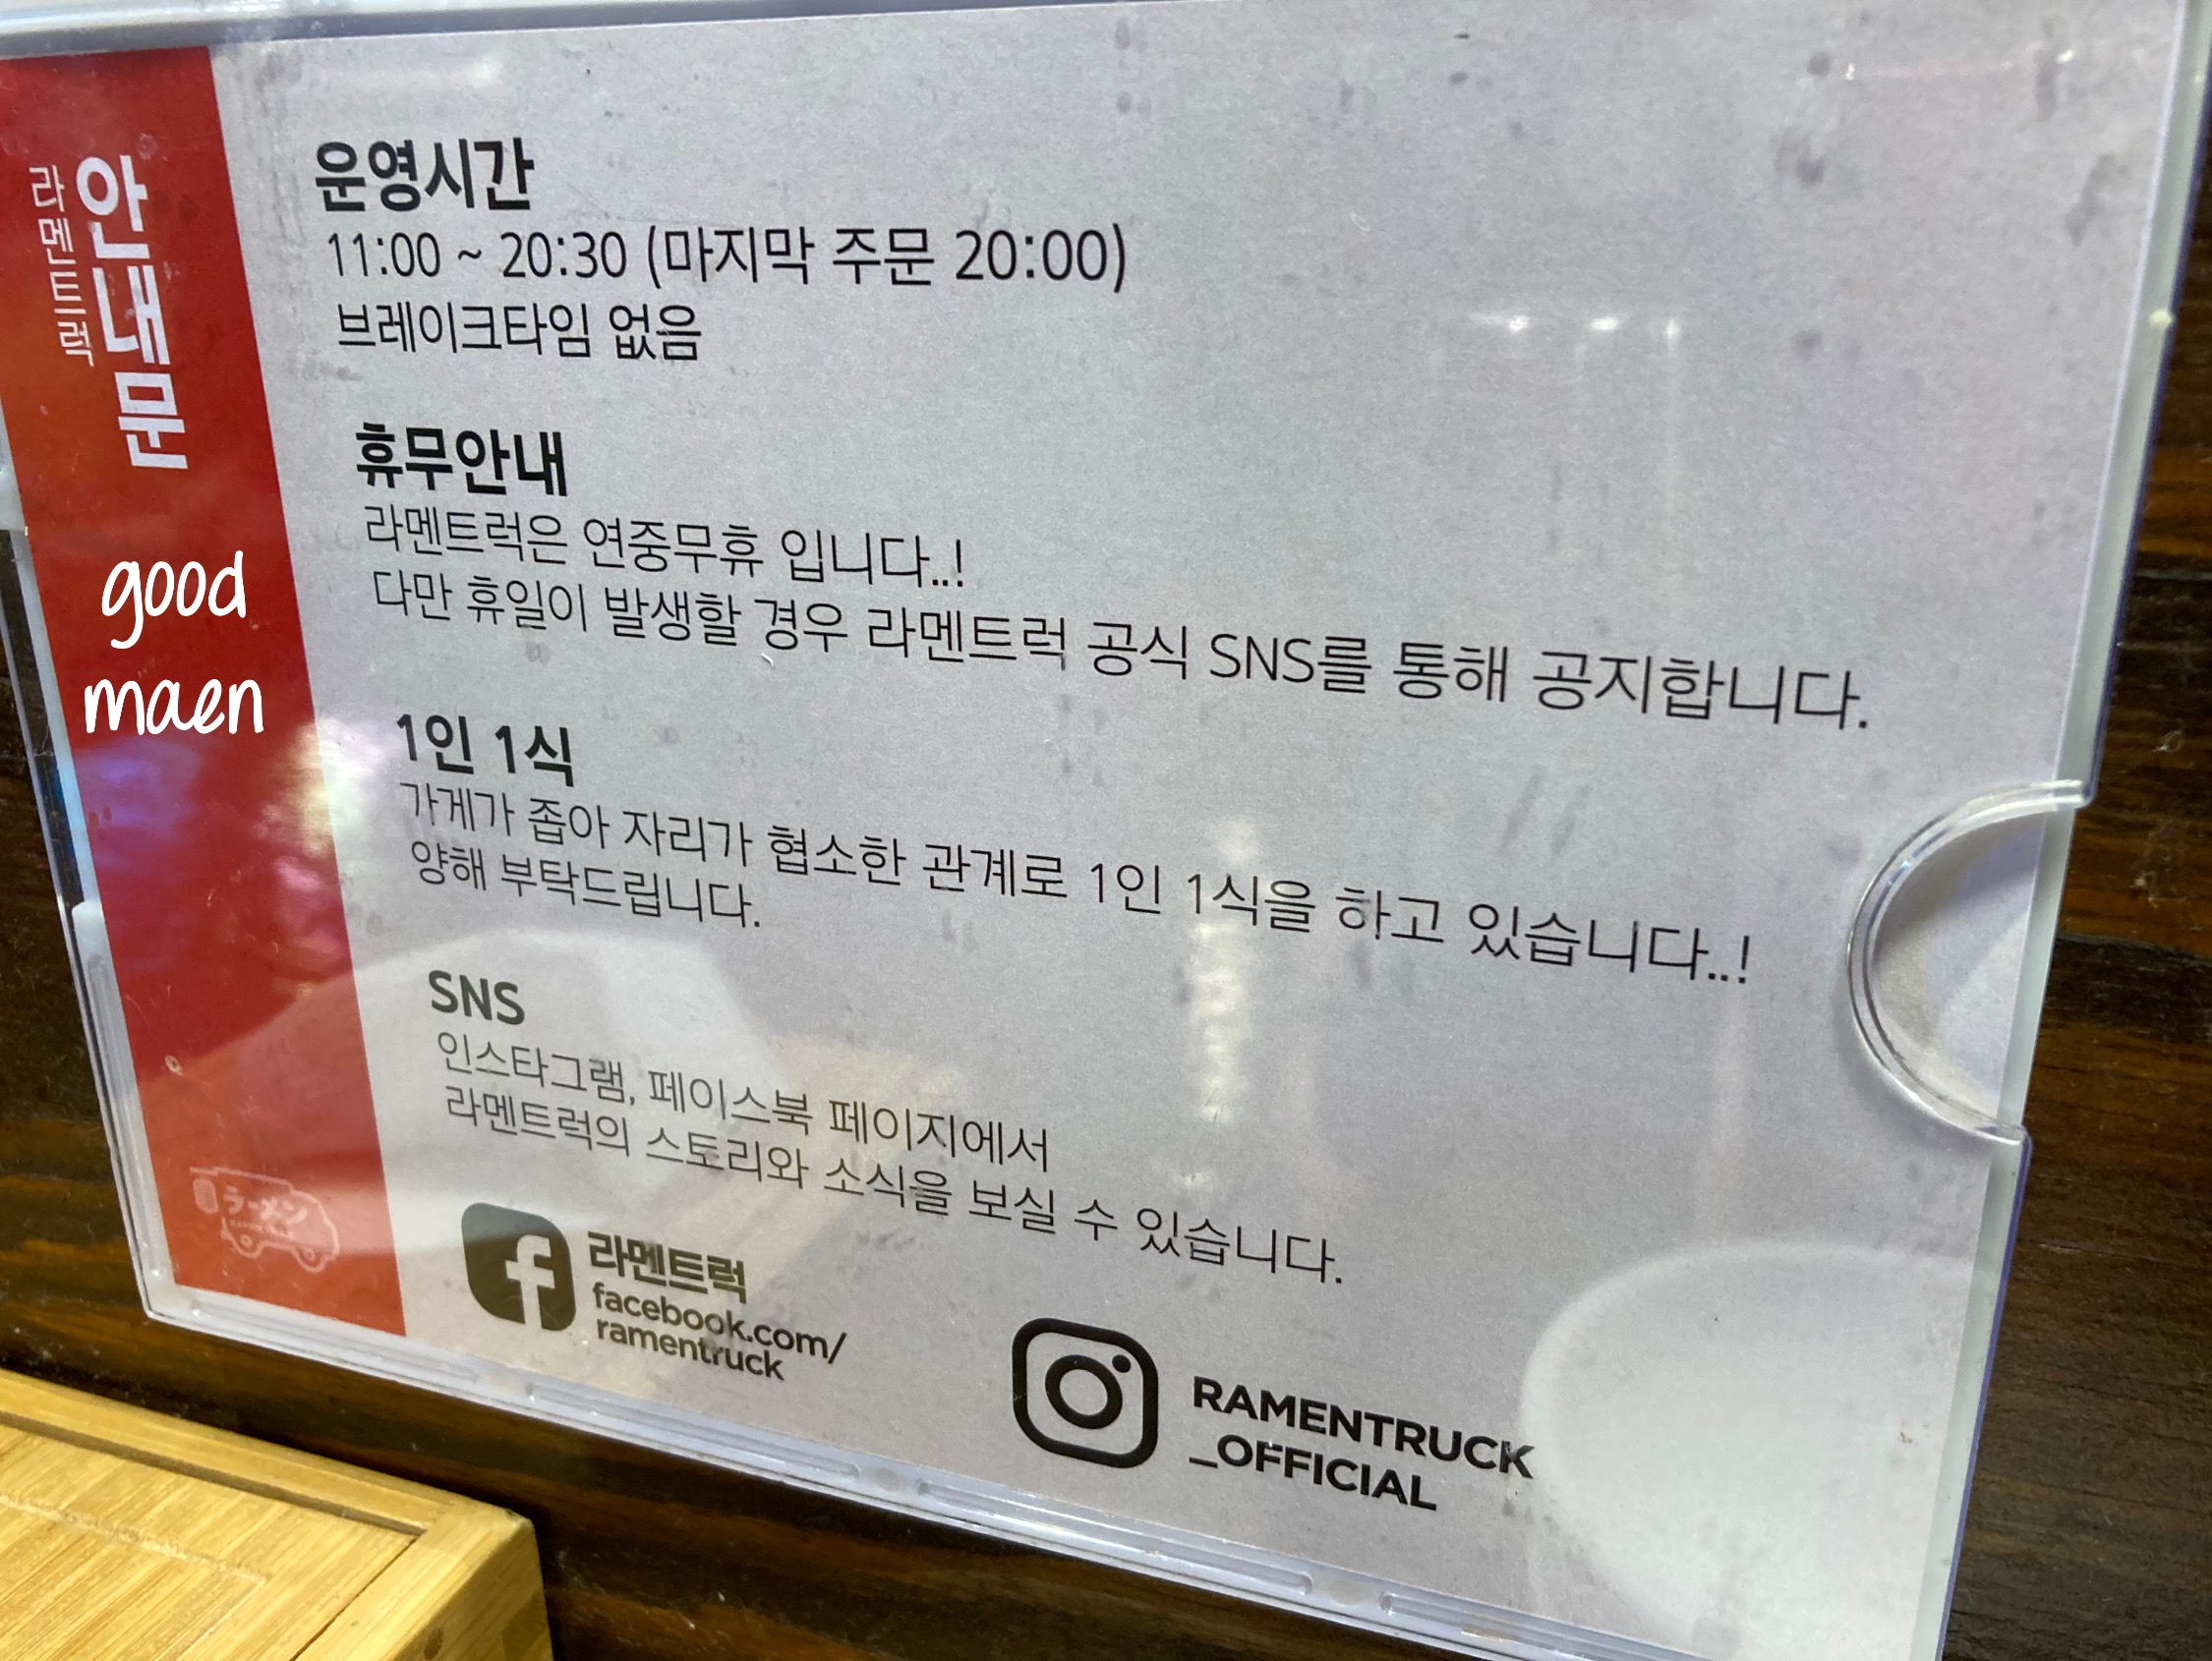 안내문
라멘트럭
good
maen
운영시간
11:00 ~ 20:30 (마지막 주문 20:00)
브레이크타임 없음
휴무안내
라멘트럭은 연중무휴 입니다..!
다만 휴일이 발생할 경우 라멘트럭 공식 SNS를 통해 공지합니다.
1인 1식
가게가 좁아 자리가 협소한 관계로 1인 1식을 하고 있습니다..!
양해 부탁드립니다.
SNS
인스타그램, 페이스북 페이지에서
라멘트럭의 스토리와 소식을 보실 수 있습니다.
라멘트럭
facebook.com/
ramentruck
RAMENTRUCK
_OFFICIAL
ラーメン